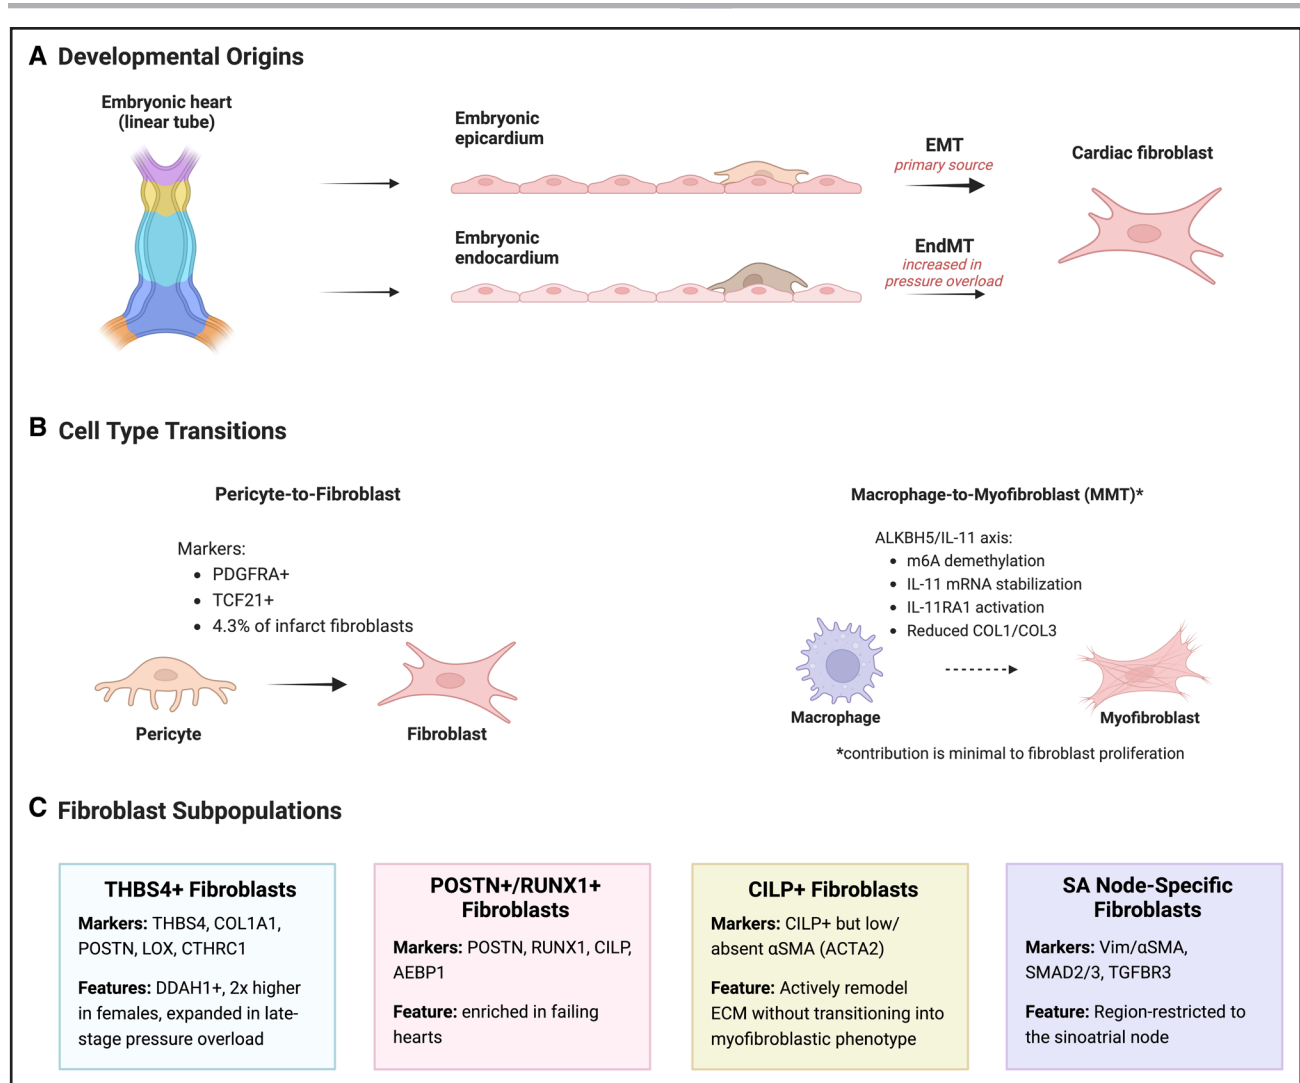 A Developmental Origins
Embryonic heart
(linear tube)
Embryonic
epicardium
EMT
primary source
Cardiac fibroblast
Embryonic
endocardium
EndMT
increased in
pressure overload
B Cell Type Transitions
Pericyte-to-Fibroblast
Markers:
• PDGFRA+
• TCF21+
• 4.3% of infarct fibroblasts
Pericyte
Fibroblast
Macrophage-to-Myofibroblast (MMT)*
ALKBH5/IL-11 axis:
• m6A demethylation
• IL-11 mRNA stabilization
• IL-11RA1 activation
• Reduced COL1/COL3
Macrophage
Myofibroblast
*contribution is minimal to fibroblast proliferation
C Fibroblast Subpopulations
THBS4+ Fibroblasts
Markers: THBS4, COL1A1,
POSTN, LOX, CTHRC1
Features: DDAH1+, 2x higher
in females, expanded in late-
stage pressure overload
POSTN+/RUNX1+
Fibroblasts
Markers: POSTN, RUNX1, CILP,
AEBP1
Feature: enriched in failing
hearts
CILP+ Fibroblasts
Markers: CILP+ but low/
absent αSMA (ACTA2)
Feature: Actively remodel
ECM without transitioning into
myofibroblastic phenotype
SA Node-Specific
Fibroblasts
Markers: Vim/αSMA,
SMAD2/3, TGFBR3
Feature: Region-restricted to
the sinoatrial node